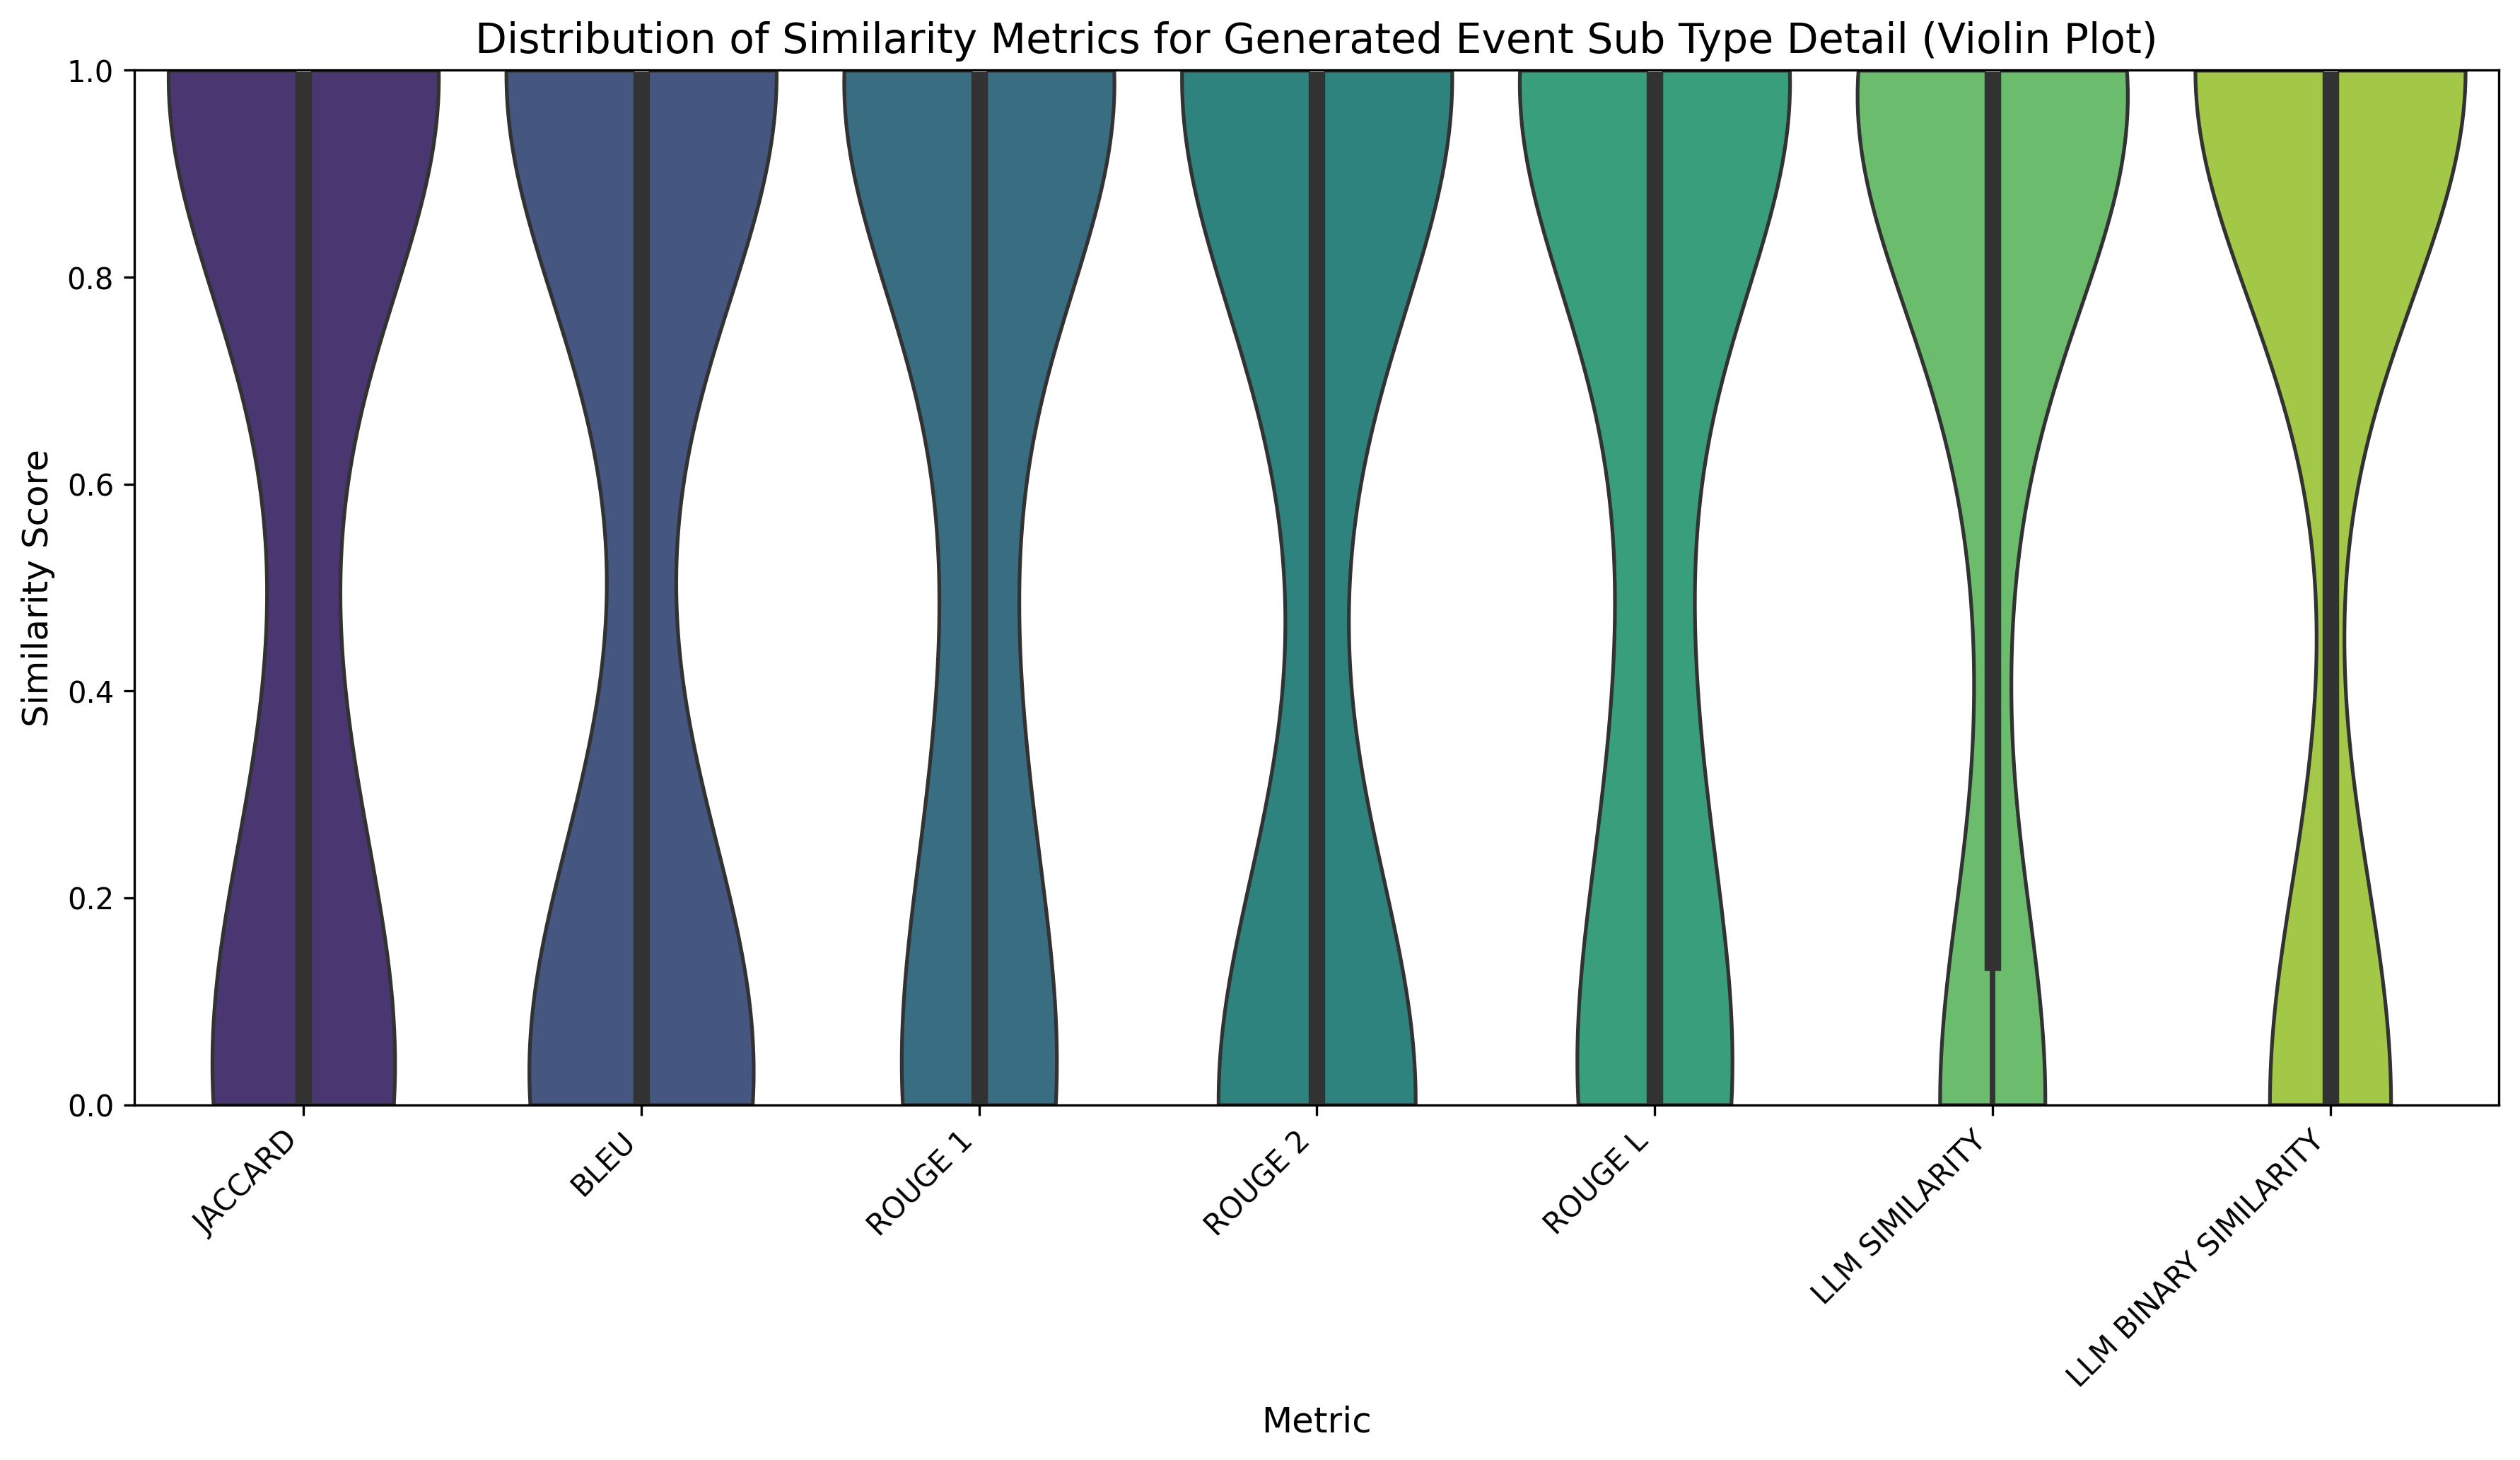 Distribution of Similarity Metrics for Generated Event Sub Type Detail (Violin Plot)
1.0
0.8
0.6
0.4
0.2
0.0
Similarity Score
JACCARD
BLEU
ROUGE 1
ROUGE 2
ROUGE L
LLM SIMILARITY
LLM BINARY SIMILARITY
Metric